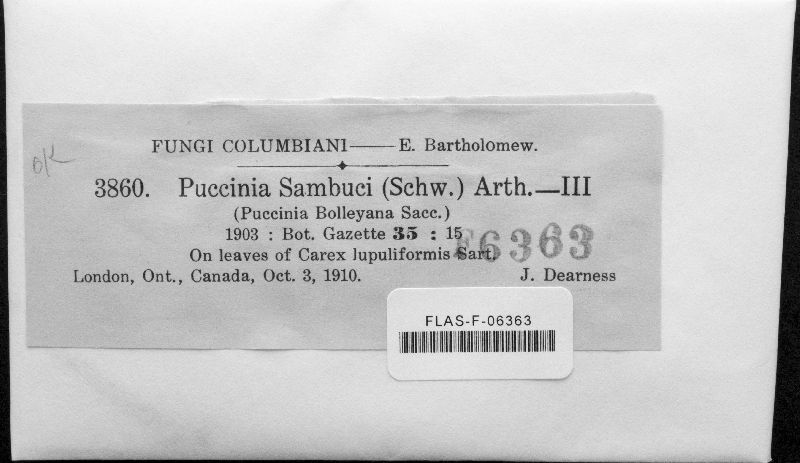 FUNGI COLUMBIANI—— E. Bartholomew.
o/k
3860. Puccinia Sambuci (Schw.) Arth.—III
(Puccinia Bolleyana Sacc.)
1903 : Bot. Gazette 35 : 15
F6363
On leaves of Carex lupuliformis Sart.
London, Ont., Canada, Oct. 3, 1910. J. Dearness
FLAS-F-06363